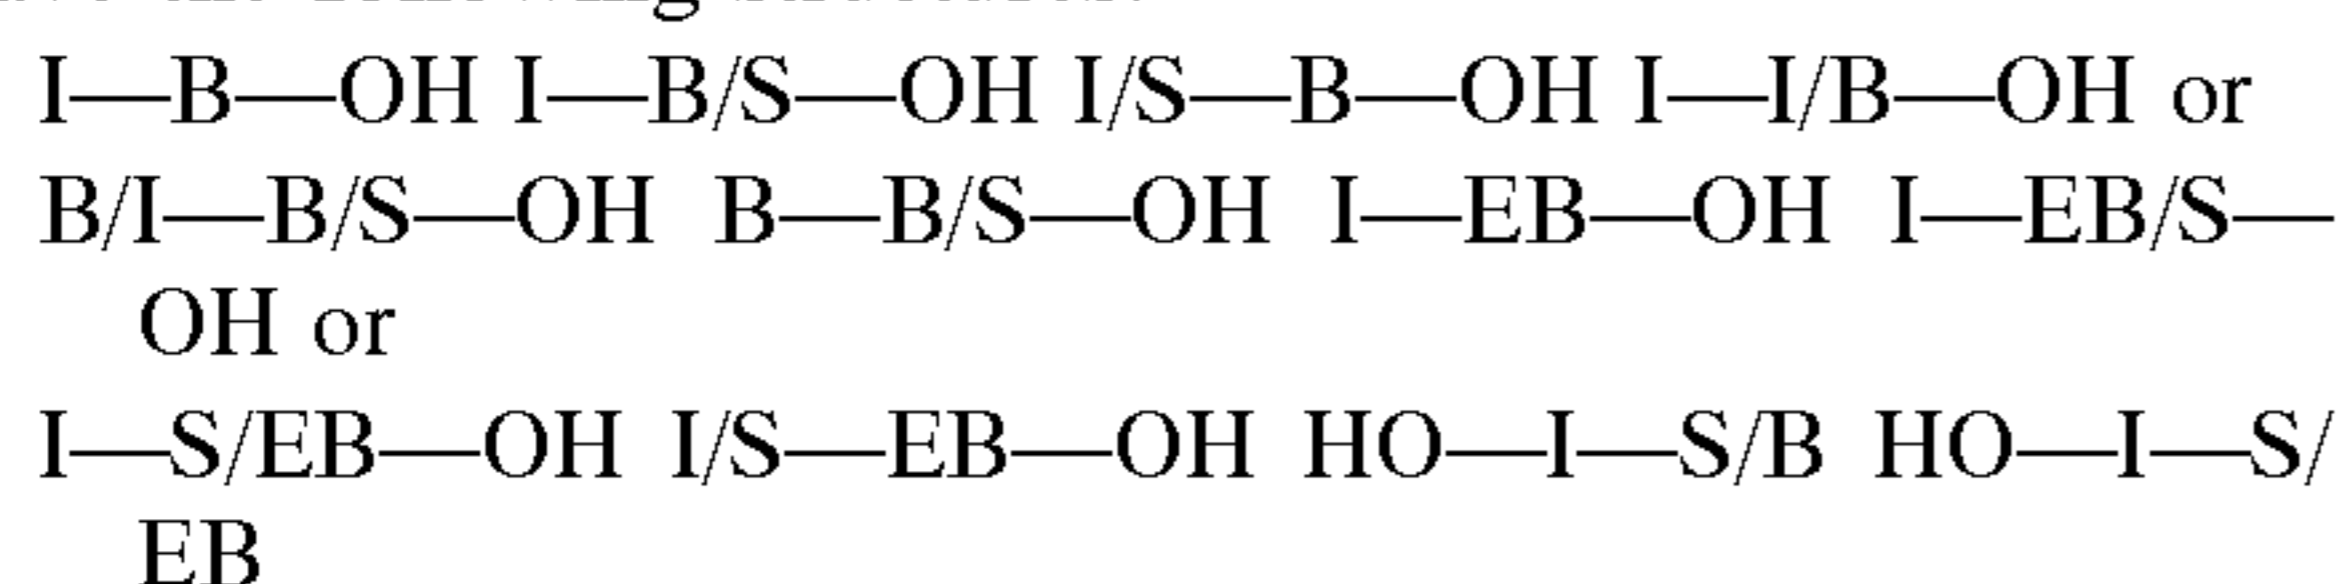 I—B—OH I—B/S—OH I/S—B—OH I—I/B—OH or
B/I—B/S—OH B—B/S—OH I—EB—OH I—EB/S—
OH or
I—S/EB—OH I/S—EB—OH HO—I—S/B HO—I—S/
EB